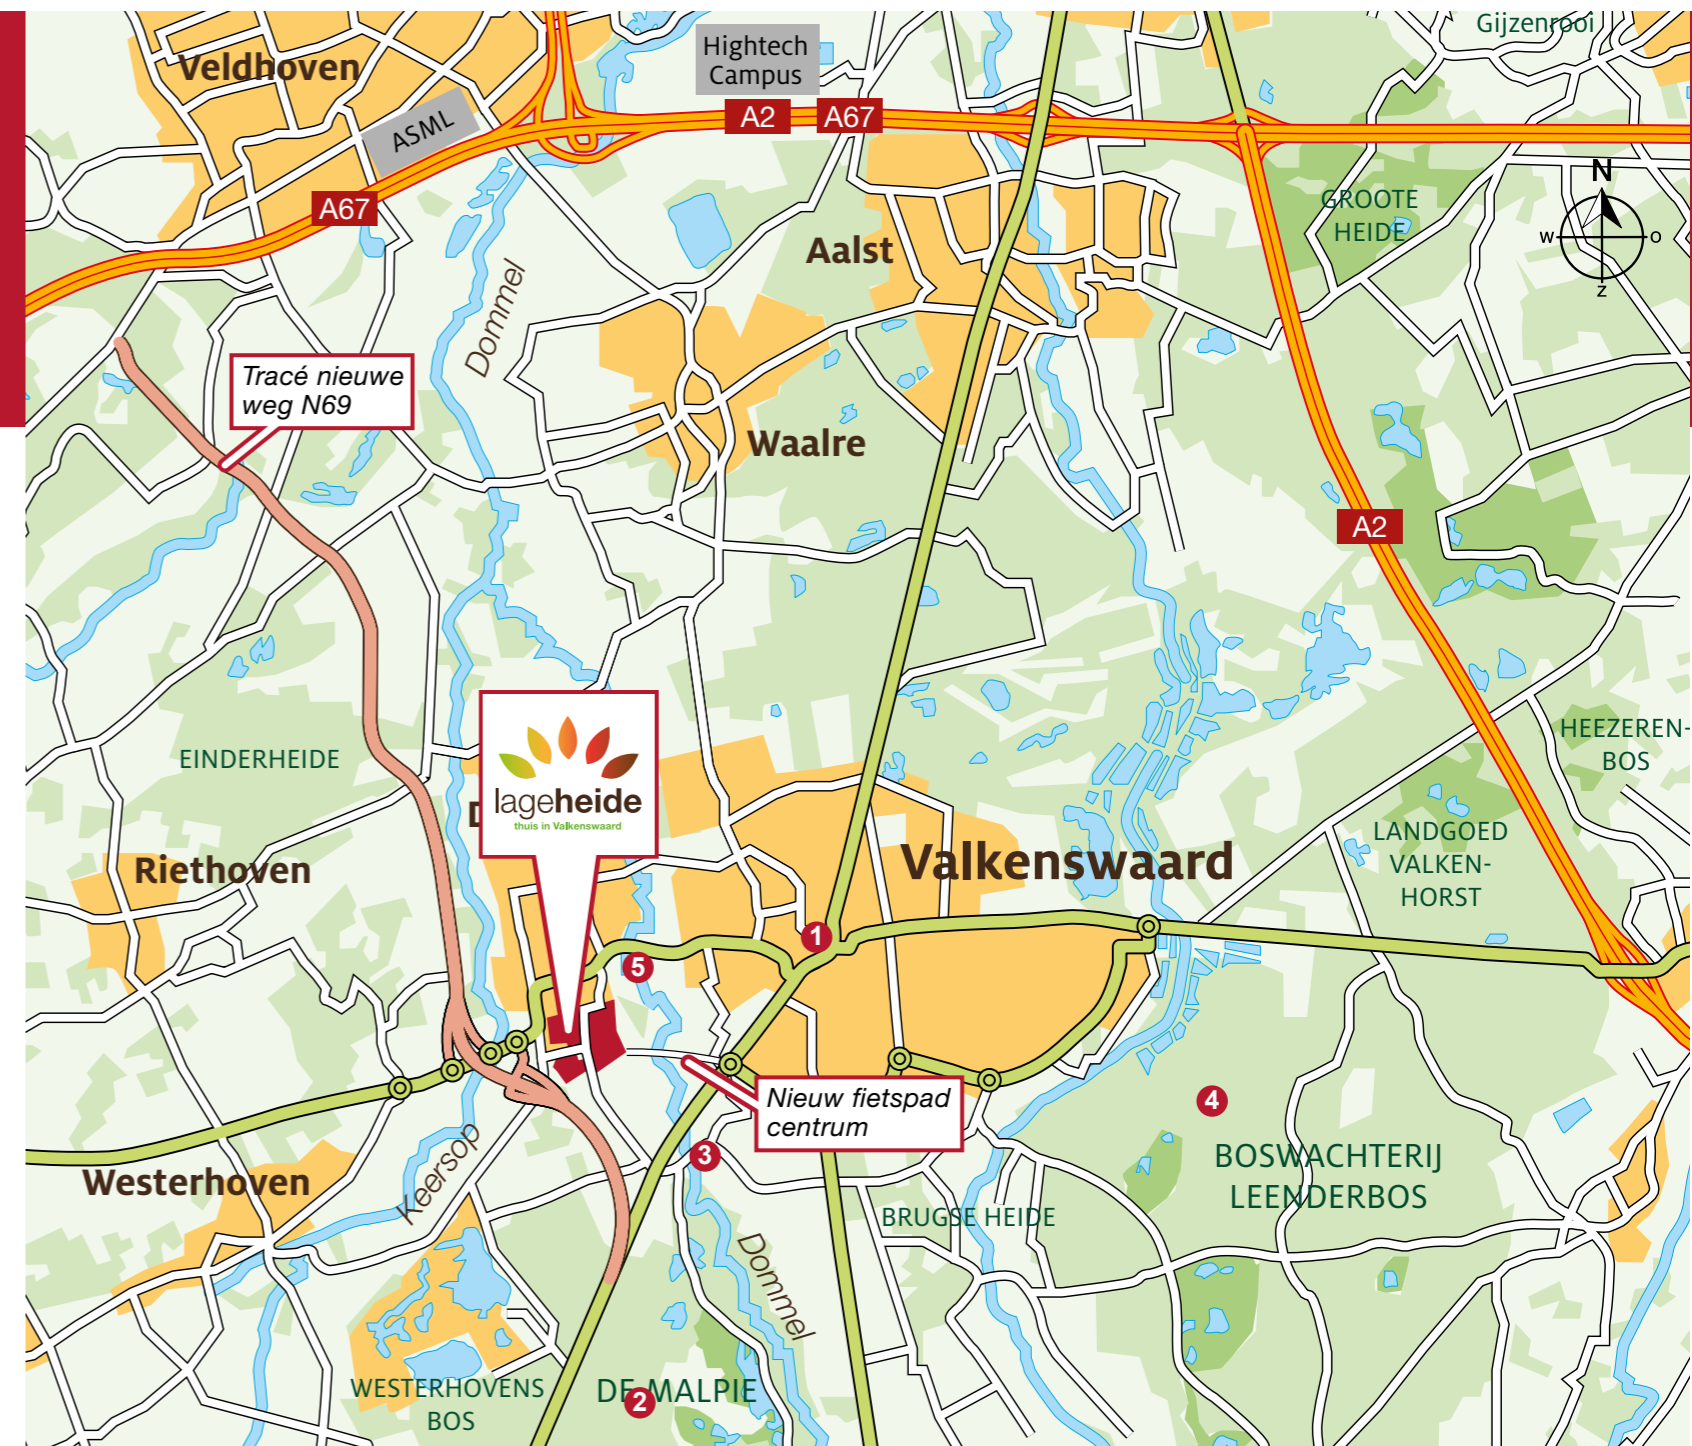 Gijzenrooi
Hightech
Campus
Veldhoven
A2
A67
ASML
N
GROOTE
HEIDE
W
O
Z
A67
Aalst
Dommel
Tracé nieuwe
weg N69
Waalre
A2
HEEZEREN-
BOS
EINDERHEIDE
lageheide
thuis in Valkenswaard
D
LANDGOED
VALKEN-
HORST
Valkenswaard
Riethoven
1
5
Nieuw fietspad
centrum
4
3
BOSWACHTERIJ
LEENDERBOS
Keersop
Westerhoven
BRUGSE HEIDE
Dommel
WESTERHOVENS
BOS
DE MALPIE
2